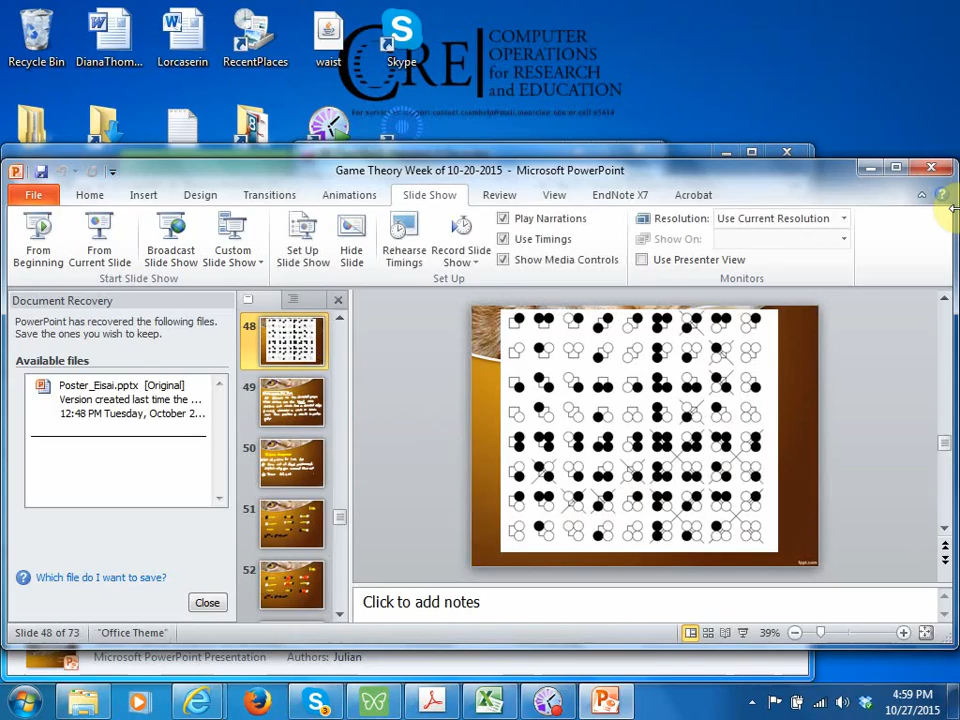 COMPUTER
OPERATIONS
for RESEARCH
and EDUCATION
CRE
Recycle Bin
DianaThom...
Lorcaserin
RecentPlaces
waist
Skype
Game Theory Week of 10-20-2015 - Microsoft PowerPoint
File Home Insert Design Transitions Animations Slide Show Review View EndNote X7 Acrobat
From Beginning
From Current Slide
Broadcast Slide Show
Custom Slide Show
Set Up Slide Show
Hide Slide
Rehearse Timings
Record Slide Show
Play Narrations
Use Timings
Show Media Controls
Resolution: Use Current Resolution
Show On:
Use Presenter View
Start Slide Show
Set Up
Monitors
Document Recovery
PowerPoint has recovered the following files.
Save the ones you wish to keep.
Available files
Poster_Eisai.pptx [Original]
Version created last time the ...
12:48 PM Tuesday, October 2...
Which file do I want to save?
Close
48
49
50
51
52
fppt.com
Click to add notes
Slide 48 of 73
"Office Theme"
39%
Microsoft PowerPoint Presentation
Authors: Julian
3
4:59 PM
10/27/2015